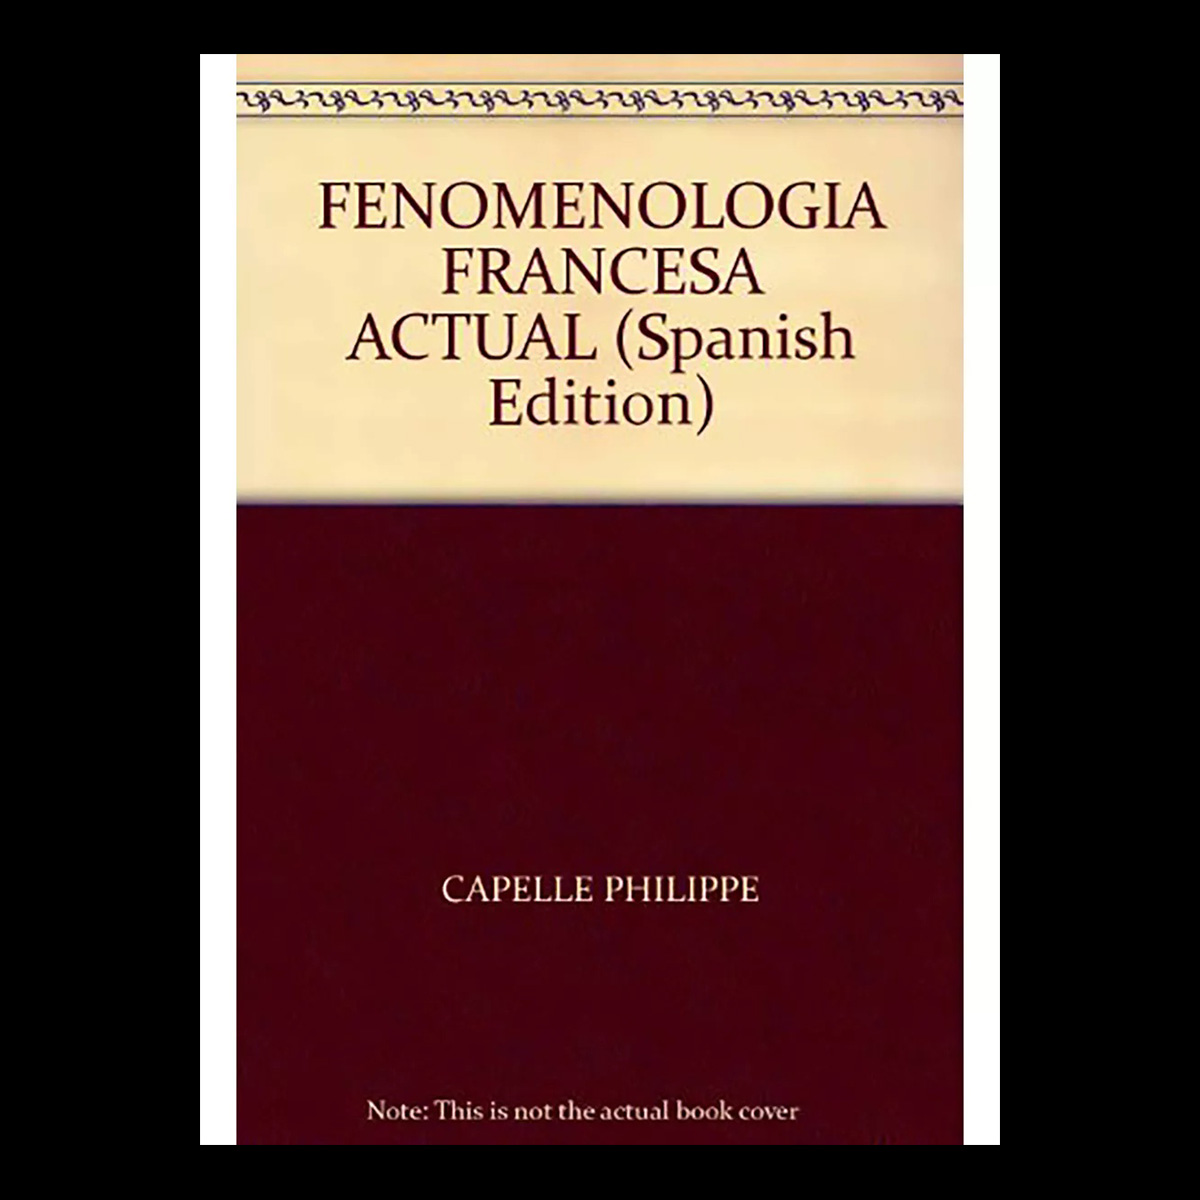 FENOMENOLOGIA
FRANCESA
ACTUAL (Spanish
Edition)
CAPELLE PHILIPPE
Note: This is not the actual book cover